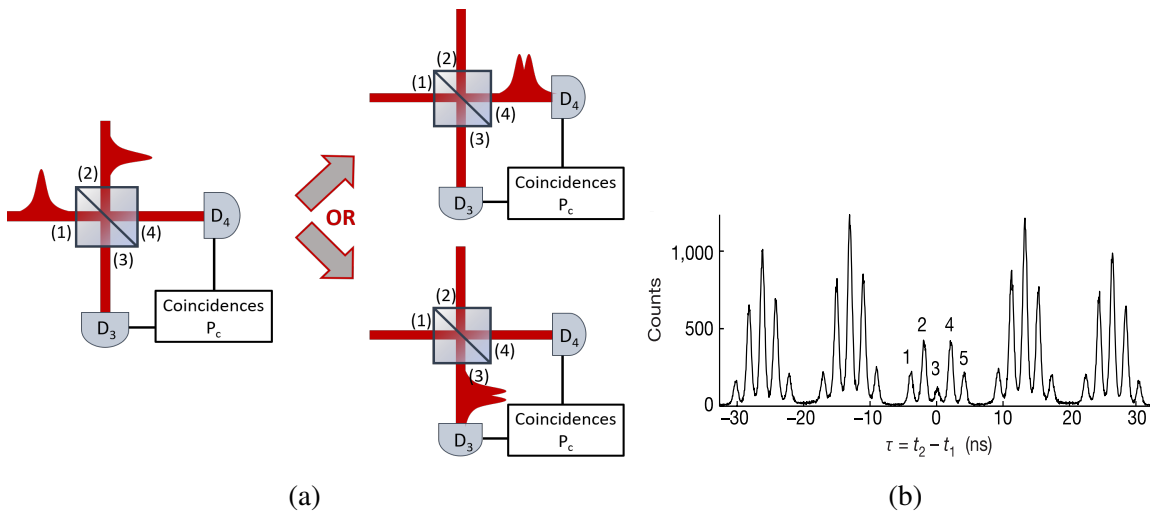 (1)
(2)
(3)
(4)
D4
D3
Coincidences
Pc
OR
(1)
(2)
(3)
(4)
D4
D3
Coincidences
Pc
(1)
(2)
(3)
(4)
D4
D3
Coincidences
Pc
(a)
Counts
1,000
500
0
1
2
3
4
5
−30
−20
−10
0
10
20
30
τ = t2 − t1 (ns)
(b)